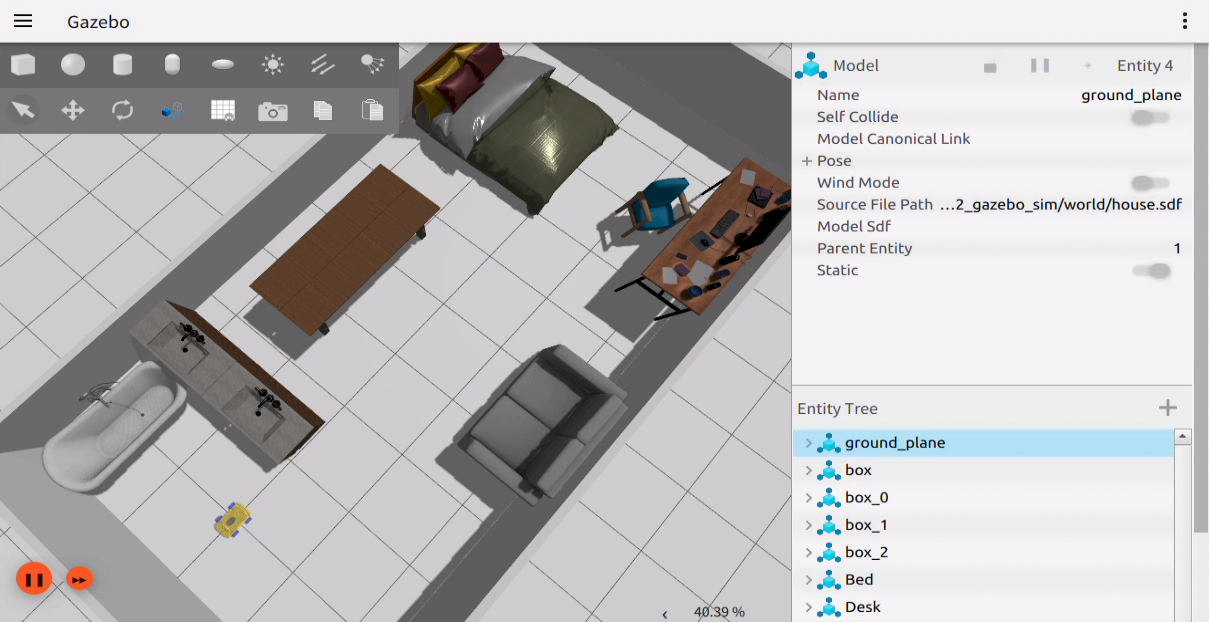 Gazebo
Model Entity 4
Name ground_plane
Self Collide
Model Canonical Link
Pose
Wind Mode
Source File Path ...2_gazebo_sim/world/house.sdf
Model Sdf
Parent Entity 1
Static
Entity Tree
ground_plane
box
box_0
box_1
box_2
Bed
Desk
40.39 %